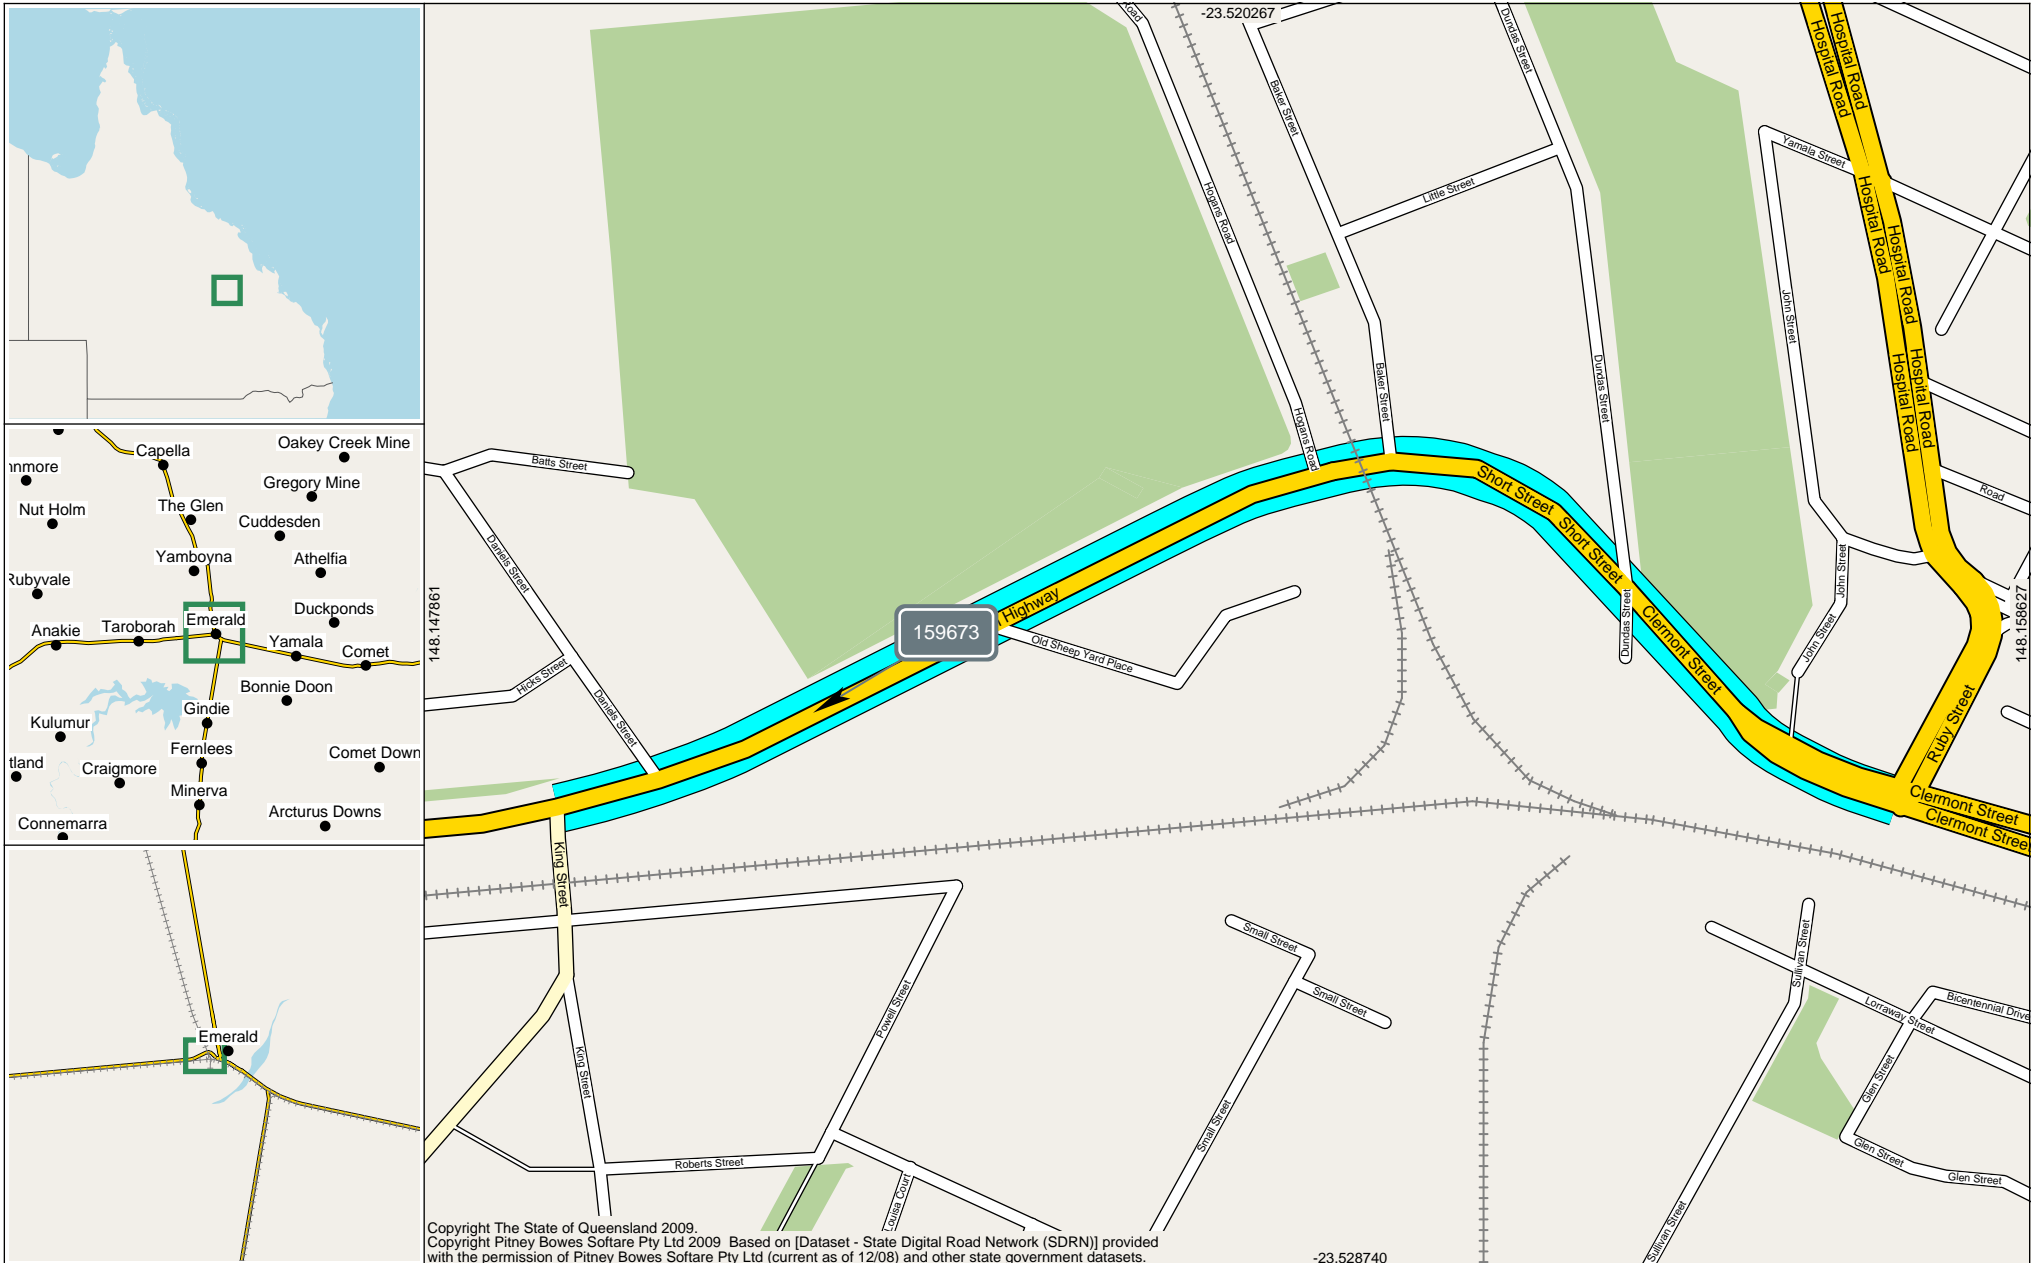 Capella
Oakey Creek Mine
nnmore
Gregory Mine
Nut Holm
The Glen
Cuddesden
Yamboyna
Athelfia
Rubyvale
Duckponds
Anakie
Taroborah
Emerald
Yamala
Comet
Bonnie Doon
Gindie
Kulumur
Fernlees
Comet Down
tland
Craigmore
Minerva
Arcturus Downs
Connemarra
Emerald
-23.520267
148.147861
148.158627
-23.528740
Road
Dundas Street
Hospital Road
Hospital Road
Baker Street
Yamala Street
Little Street
Hogans Road
Hospital Road
Hospital Road
John Street
Dundas Street
Baker Street
Hospital Road
Hospital Road
Hogans Road
Batts Street
Short Street
Road
Short Street
Daniels Street
John Street
Highway
159673
Old Sheep Yard Place
Dundas Street
Clermont Street
John Street
Hicks Street
Daniels Street
Ruby Street
Clermont Street
Clermont Street
King Street
Small Street
Sullivan Street
Powell Street
Small Street
Lorraway Street
Bicentennial Drive
King Street
Glen Street
Small Street
Glen Street
Roberts Street
Glen Street
Louisa Court
Sullivan Street
Copyright The State of Queensland 2009.
Copyright Pitney Bowes Softare Pty Ltd 2009  Based on [Dataset - State Digital Road Network (SDRN)] provided
with the permission of Pitney Bowes Softare Pty Ltd (current as of 12/08) and other state government datasets.